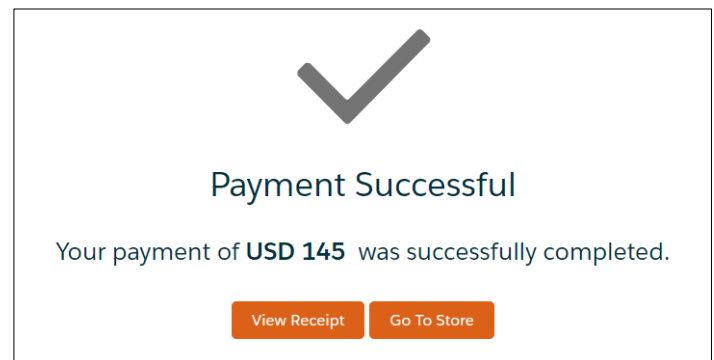 Payment Successful
Your payment of USD 145 was successfully completed.
View Receipt Go To Store